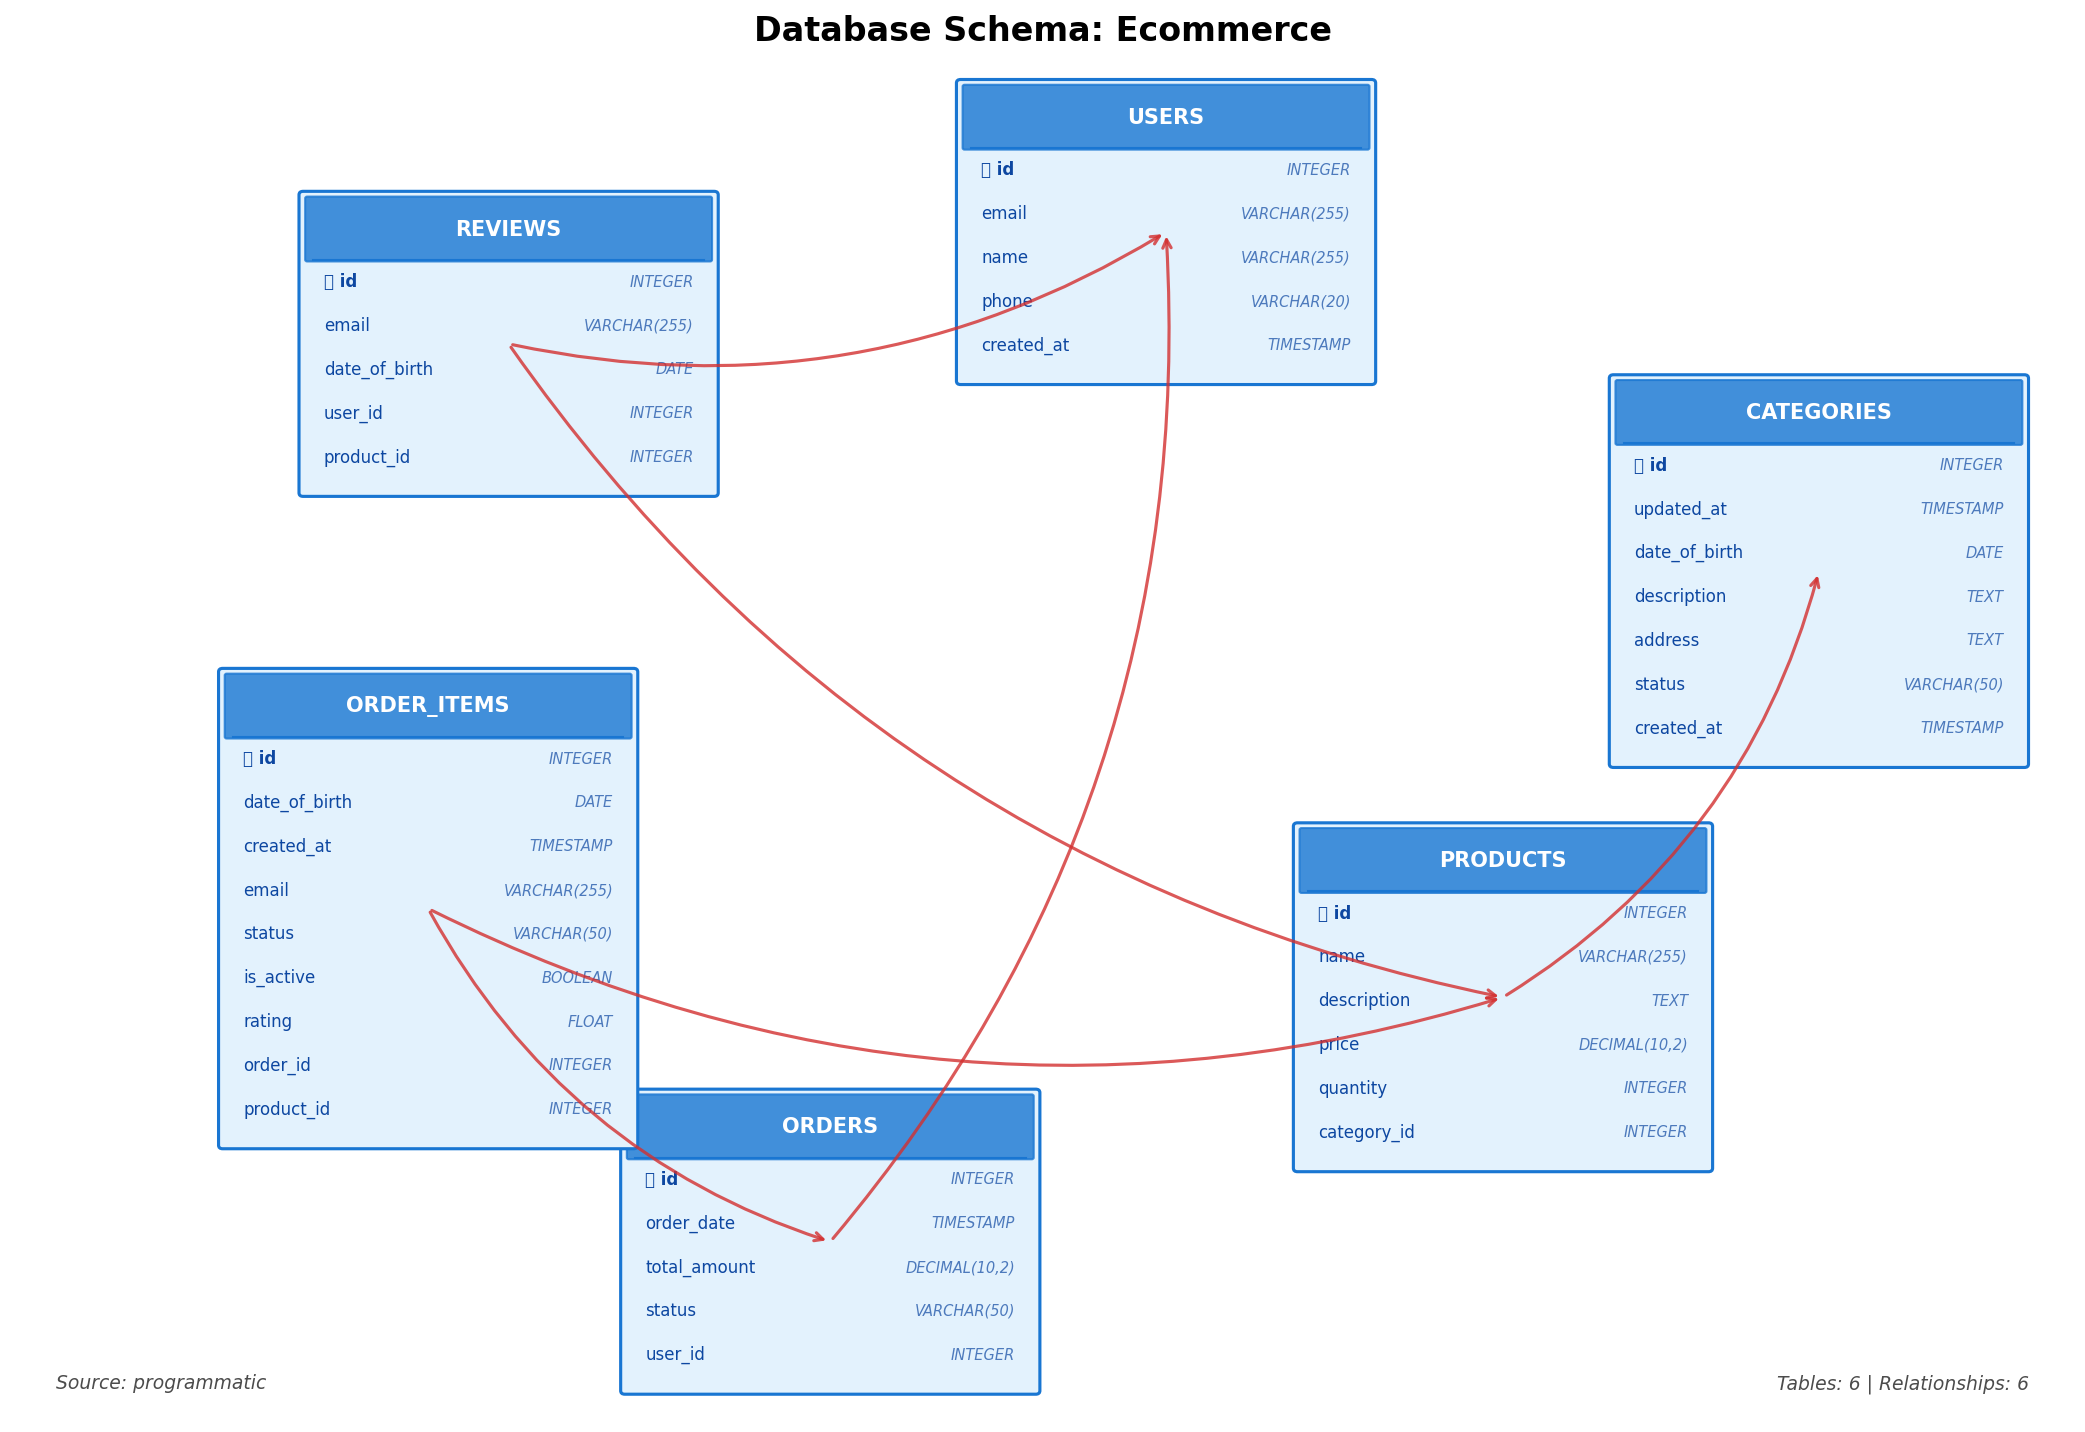 Database Schema: Ecommerce
USERS
id INTEGER
email VARCHAR(255)
name VARCHAR(255)
phone VARCHAR(20)
created_at TIMESTAMP
REVIEWS
id INTEGER
email VARCHAR(255)
date_of_birth DATE
user_id INTEGER
product_id INTEGER
CATEGORIES
id INTEGER
updated_at TIMESTAMP
date_of_birth DATE
description TEXT
address TEXT
status VARCHAR(50)
created_at TIMESTAMP
ORDER_ITEMS
id INTEGER
date_of_birth DATE
created_at TIMESTAMP
email VARCHAR(255)
status VARCHAR(50)
is_active BOOLEAN
rating FLOAT
order_id INTEGER
product_id INTEGER
PRODUCTS
id INTEGER
name VARCHAR(255)
description TEXT
price DECIMAL(10,2)
quantity INTEGER
category_id INTEGER
ORDERS
id INTEGER
order_date TIMESTAMP
total_amount DECIMAL(10,2)
status VARCHAR(50)
user_id INTEGER
Source: programmatic
Tables: 6 | Relationships: 6